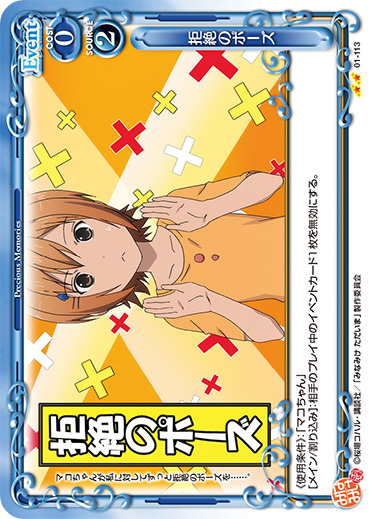 Event
COST
0
SOURCE
2
拒絶のポーズ
01-113
Precious Memories
拒絶のポーズ
マコちゃんが私に対してずっと拒絶のポーズを……。
《使用条件》：「マコちゃん」
[メイン/割り込み]：相手のプレイ中のイベントカード1枚を無効にする。
©桜場コハル・講談社／「みなみけ ただいま」製作委員会